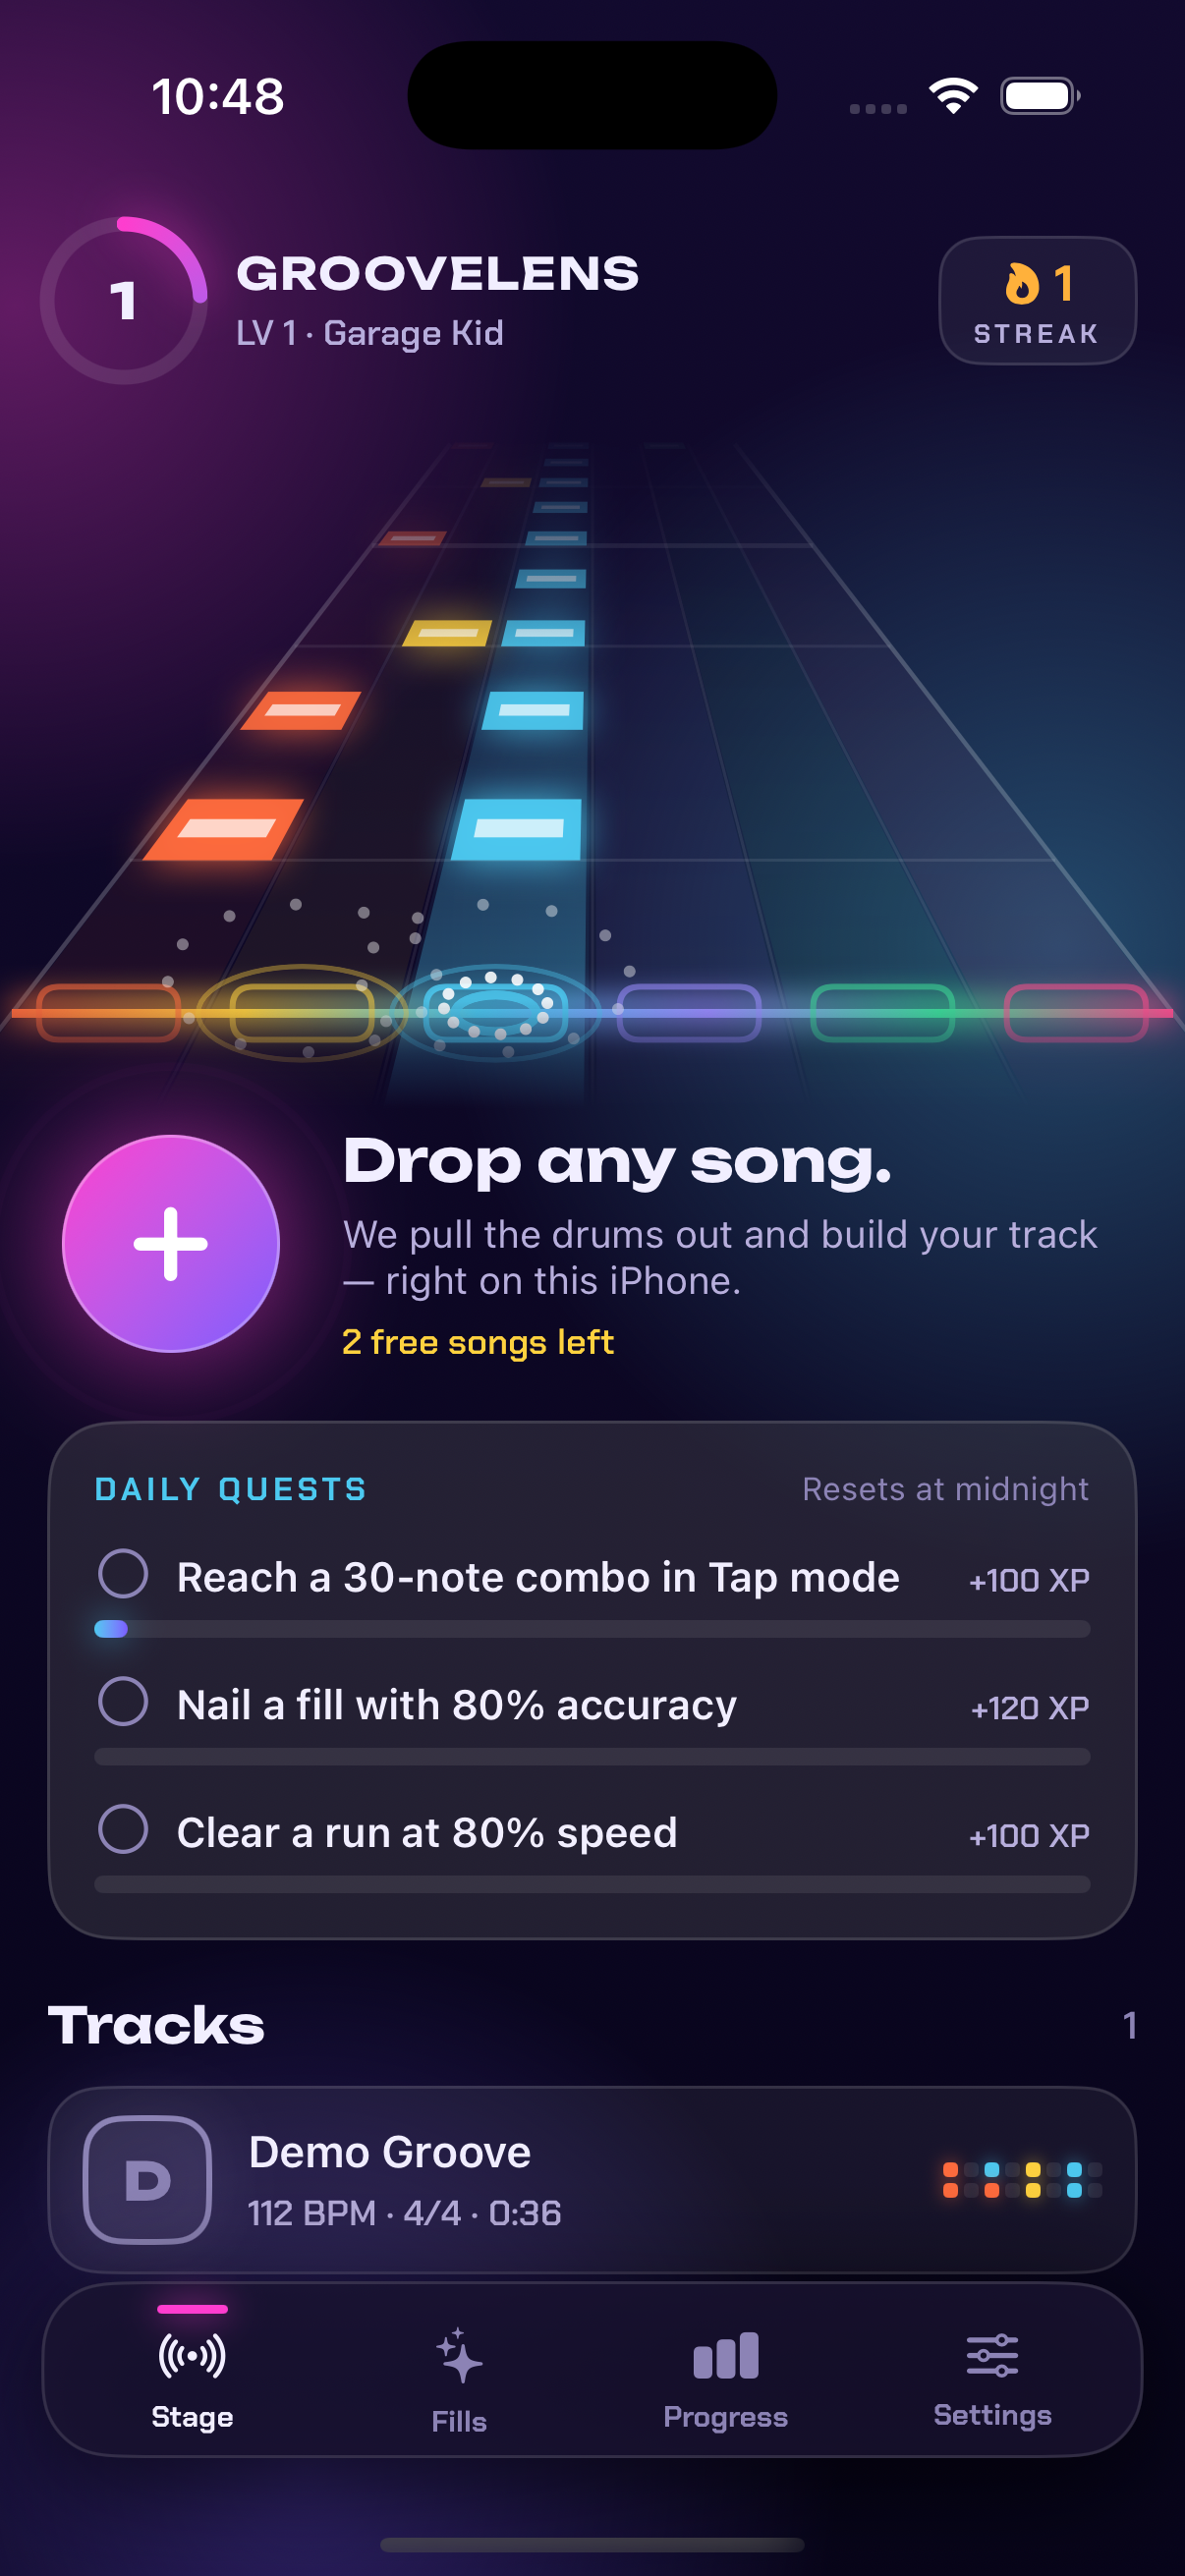 10:48
1
GROOVELENS
LV 1 · Garage Kid
1
STREAK
Drop any song.
We pull the drums out and build your track
— right on this iPhone.
2 free songs left
DAILY QUESTS
Resets at midnight
Reach a 30-note combo in Tap mode
+100 XP
Nail a fill with 80% accuracy
+120 XP
Clear a run at 80% speed
+100 XP
Tracks
1
D
Demo Groove
112 BPM · 4/4 · 0:36
Stage
Fills
Progress
Settings